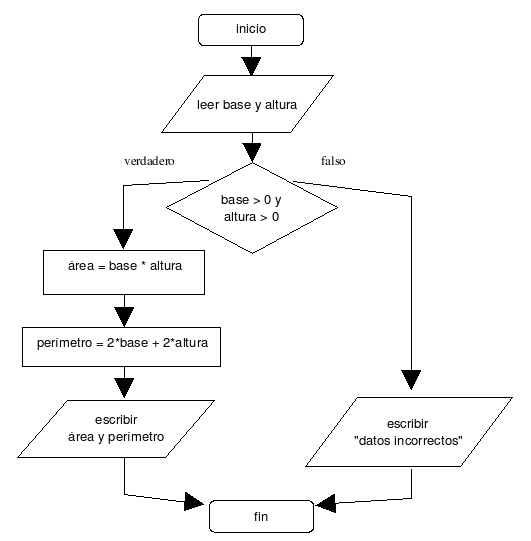 inicio
leer base y altura
verdadero
falso
base > 0 y
altura > 0
área = base * altura
perímetro = 2*base + 2*altura
escribir
área y perímetro
escribir
"datos incorrectos"
fin